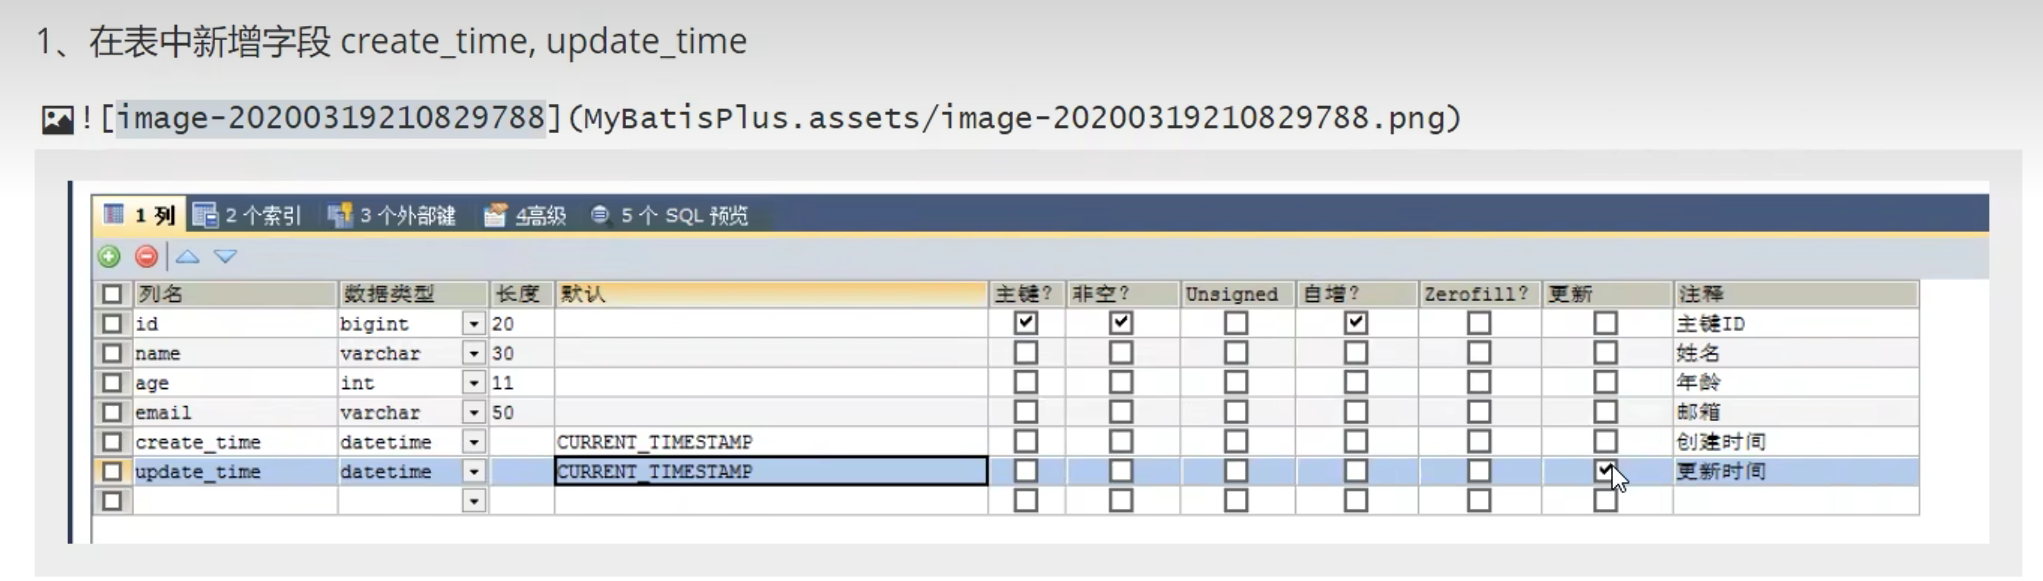 1、在表中新增字段 create_time, update_time
![image-20200319210829788](MyBatisPlus.assets/image-20200319210829788.png)
1 列 2 个索引 3 个外部键 4高级 5 个 SQL 预览
列名 数据类型 长度 默认 主键? 非空? Unsigned 自增? Zerofill? 更新 注释
id bigint 20 主键ID
name varchar 30 姓名
age int 11 年龄
email varchar 50 邮箱
create_time datetime CURRENT_TIMESTAMP 创建时间
update_time datetime CURRENT_TIMESTAMP 更新时间